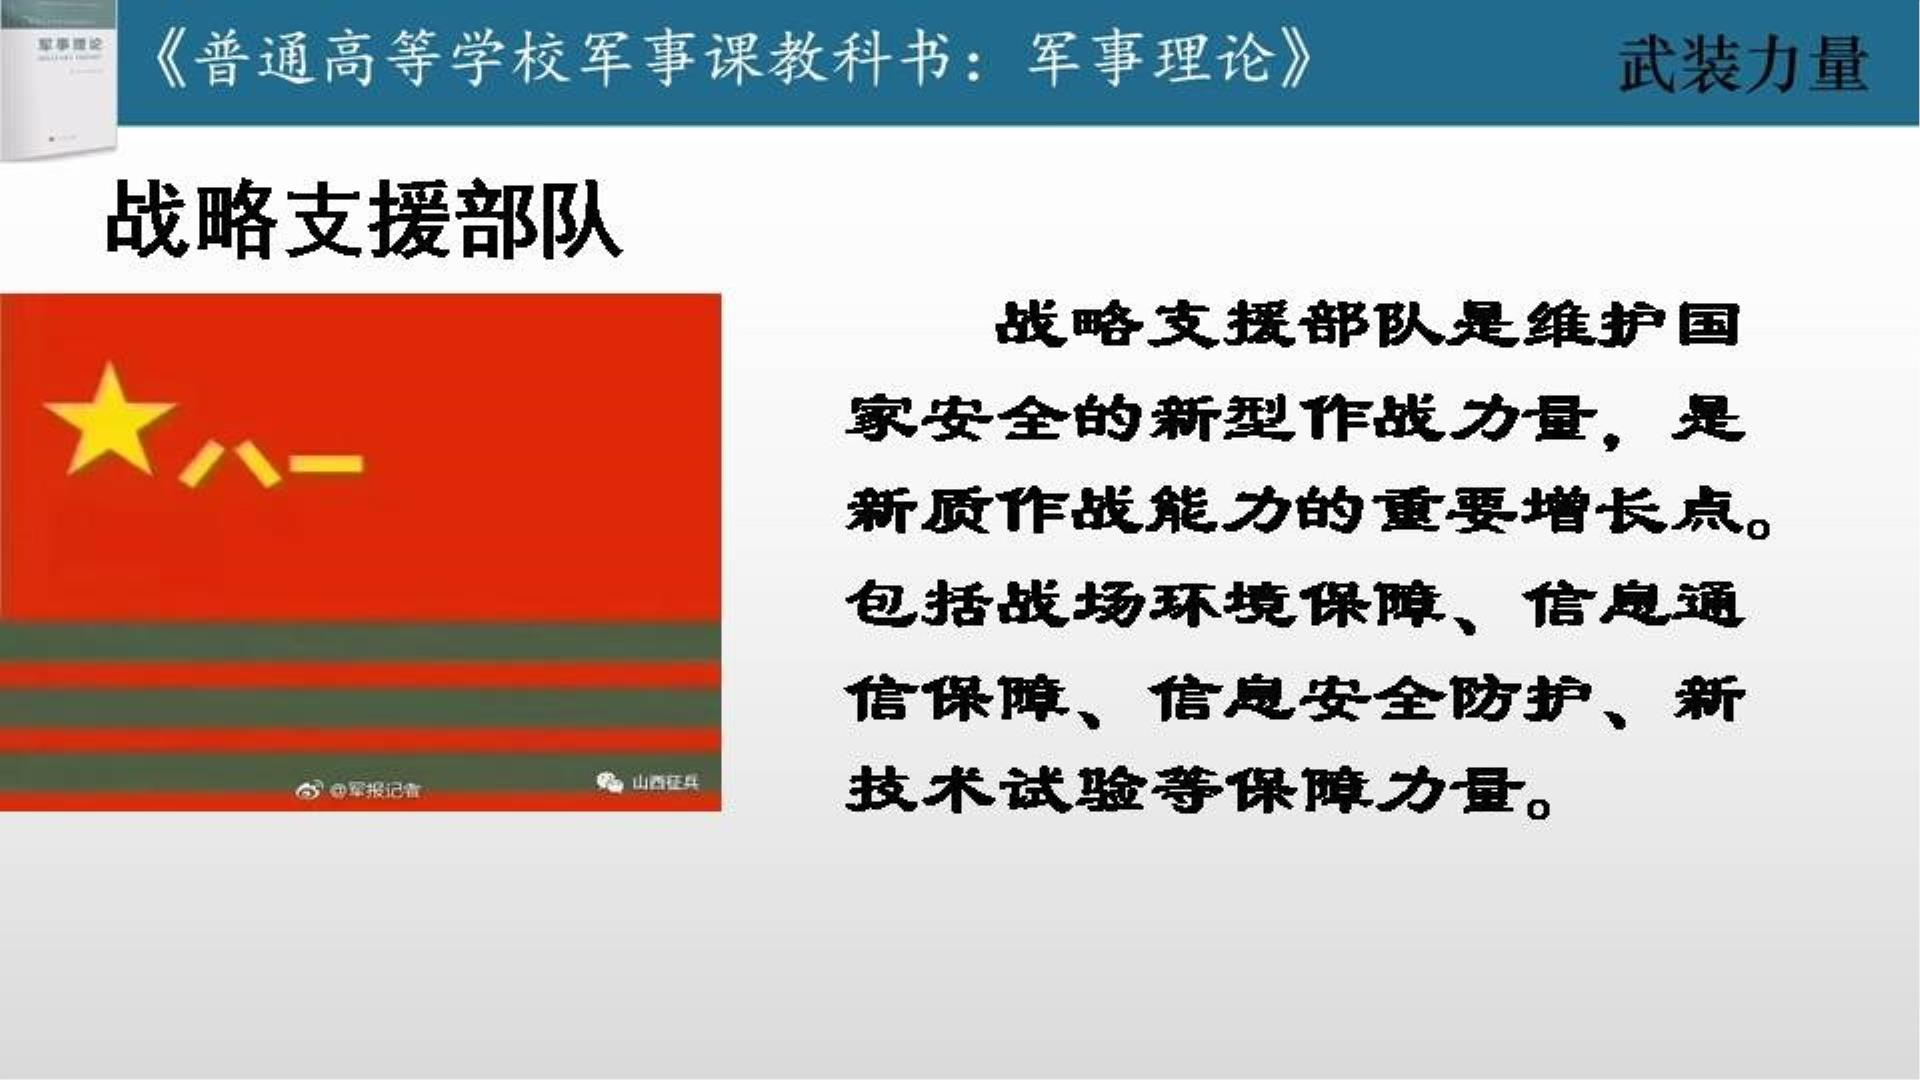 军事理论
《普通高等学校军事课教科书：军事理论》
武装力量
战略支援部队
八一
战略支援部队是维护国
家安全的新型作战力量，是
新质作战能力的重要增长点。
包括战场环境保障、信息通
信保障、信息安全防护、新
技术试验等保障力量。
@军报记者
山西征兵